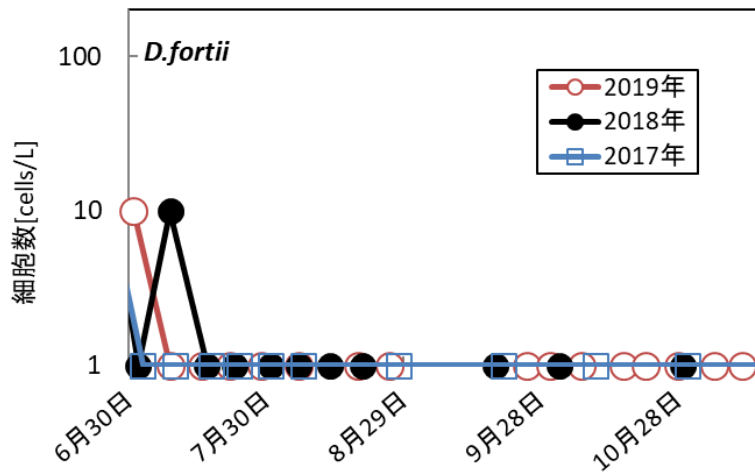 D.fortii
100
10
1
細胞数[cells/L]
2019年
2018年
2017年
6月30日
7月30日
8月29日
9月28日
10月28日